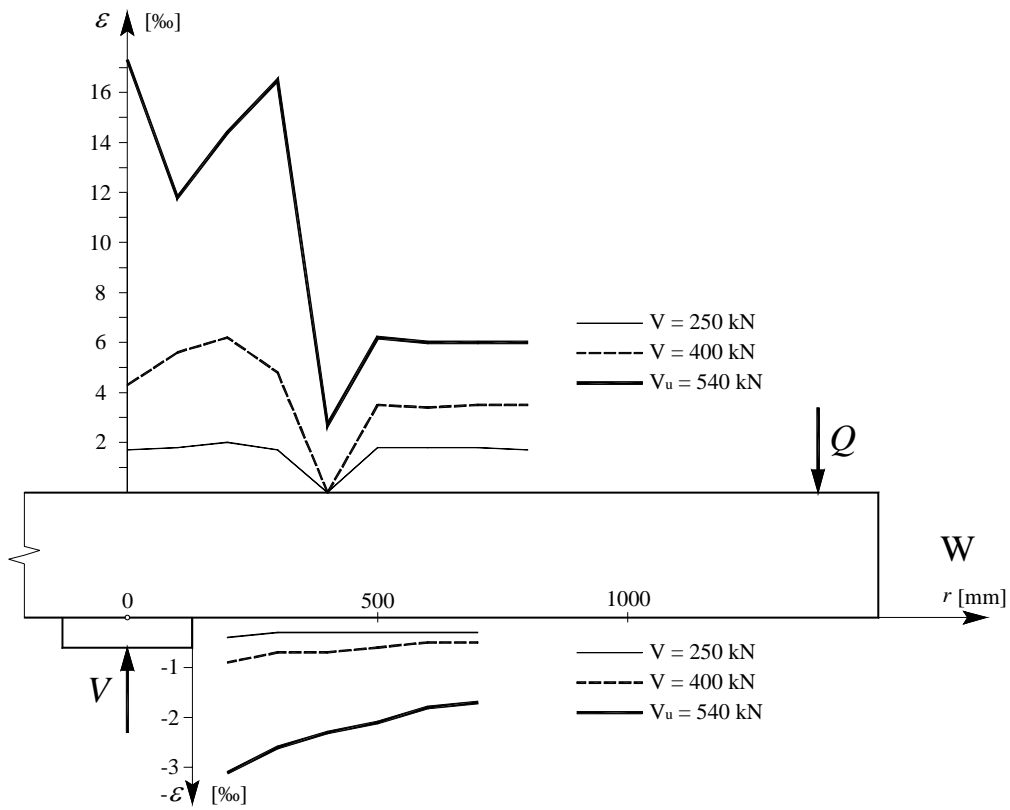 ε [‰]
16
14
12
10
8
6
4
2
V = 250 kN
V = 400 kN
Vu = 540 kN
Q
W
0 500 1000 r [mm]
V
-1
-2
-3
V = 250 kN
V = 400 kN
Vu = 540 kN
-ε [‰]